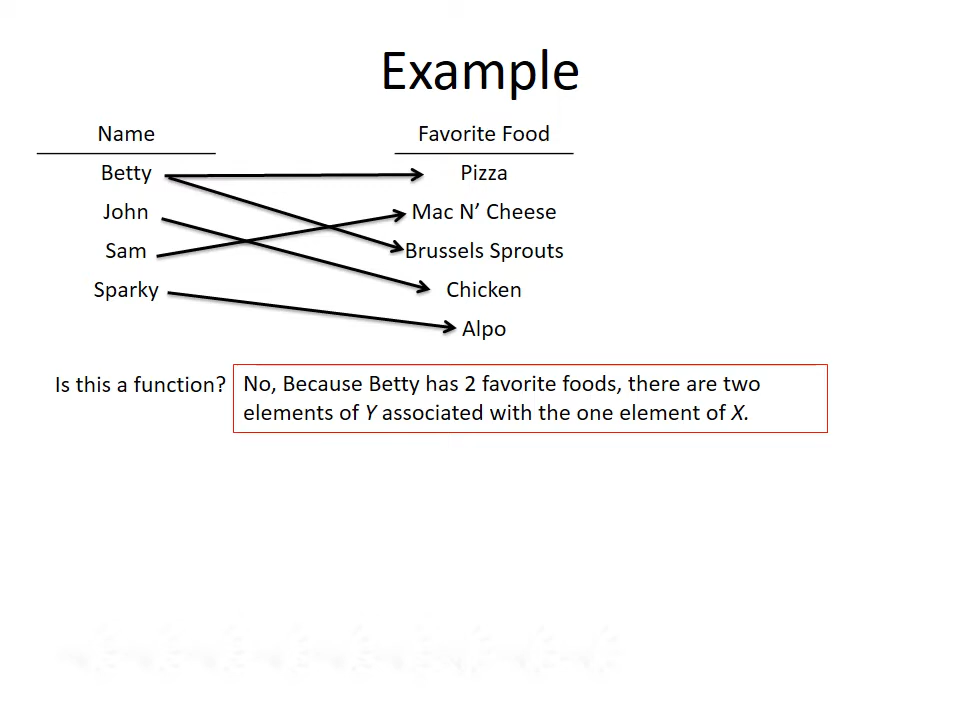 Example
Name Favorite Food
Betty Pizza
John Mac N’ Cheese
Sam Brussels Sprouts
Sparky Chicken
Alpo
Is this a function? No, Because Betty has 2 favorite foods, there are two
elements of Y associated with the one element of X.